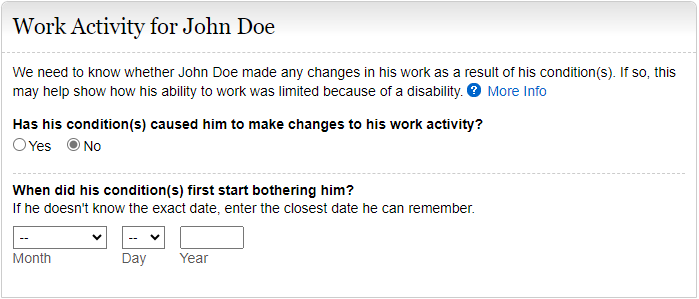 Work Activity for John Doe
We need to know whether John Doe made any changes in his work as a result of his condition(s). If so, this
may help show how his ability to work was limited because of a disability. ? More Info
Has his condition(s) caused him to make changes to his work activity?
Yes No
When did his condition(s) first start bothering him?
If he doesn't know the exact date, enter the closest date he can remember.
-- --
Month Day Year